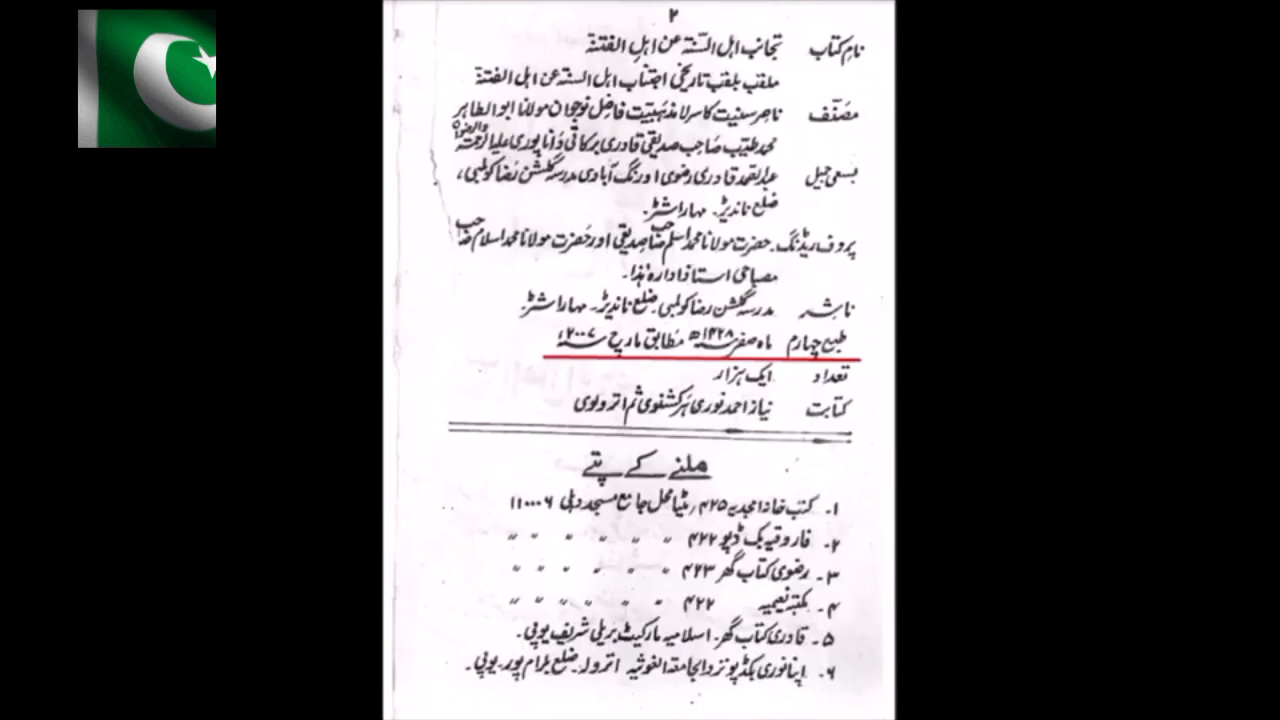 ۲
نام کتاب تجانب اہل السنۃ عن اہل الفتنۃ
ملقب بلقب تاریخی اجتناب اہل السنۃ عن اہل الفتنۃ
مصنف ناصر سنیت کاسر لامذہبیت فاضل نوجوان مولانا ابوالطاہر
محمد طیب صاحب صدیقی قادری برکاتی دانا پوری علیہ الرحمۃ والرضوان
بسعی جمیل عبدالصمد قادری رضوی اورنگ آبادی مدرسہ گلشن رضا کولمبی،
ضلع ناندیڑ۔ مہاراشٹر۔
پروف ریڈنگ۔ حضرت مولانا محمد اسلم صاحب صدیقی اور حضرت مولانا محمد اسلام صاحب
مصباحی استاذ ادارہ ہٰذا۔
ناشر مدرسہ گلشن رضا کولمبی۔ ضلع ناندیڑ۔ مہاراشٹر۔
طبع چہارم ماہ صفر ۱۴۲۸ھ مطابق مارچ ۲۰۰۷ء
تعداد ایک ہزار
کتابت نیاز احمد نوری ثم اترولوی
ملنے کے پتے
۱۔ کتب خانہ امجدیہ ۴۲۵؍ مٹیا محل جامع مسجد دہلی ۱۱۰۰۰۶
۲۔ فاروقیہ بک ڈپو ۴۲۲ 〃 〃 〃 〃 〃 〃
۳۔ رضوی کتاب گھر ۴۲۳ 〃 〃 〃 〃 〃 〃
۴۔ مکتبہ نعیمیہ ۴۲۲ 〃 〃 〃 〃 〃 〃
۵۔ قادری کتاب گھر۔ اسلامیہ مارکیٹ بریلی شریف یوپی۔
۶۔ اپنا نوری بکڈپو نزد الجامعۃ الغوثیہ اترولہ۔ ضلع بلرام پور۔ یوپی۔